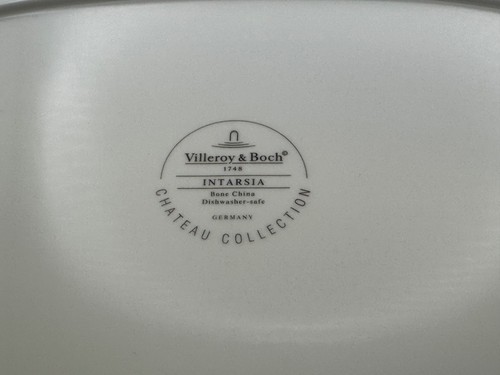 Villeroy & Boch©
1748
INTARSIA
Bone China
Dishwasher-safe
GERMANY
CHATEAU COLLECTION